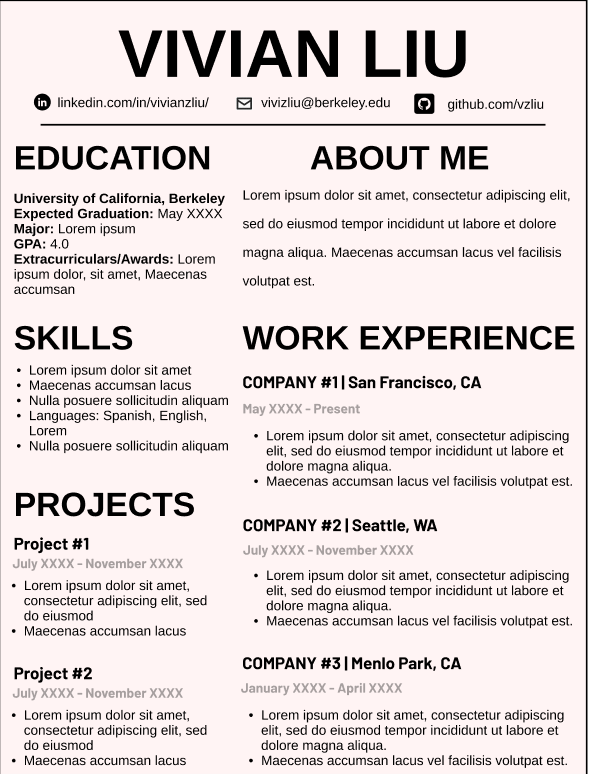 VIVIAN LIU
linkedin.com/in/vivianzliu/ vivizliu@berkeley.edu github.com/vzliu
EDUCATION
University of California, Berkeley
Expected Graduation: May XXXX
Major: Lorem ipsum
GPA: 4.0
Extracurriculars/Awards: Lorem
ipsum dolor, sit amet, Maecenas
accumsan
SKILLS
• Lorem ipsum dolor sit amet
• Maecenas accumsan lacus
• Nulla posuere sollicitudin aliquam
• Languages: Spanish, English,
Lorem
• Nulla posuere sollicitudin aliquam
PROJECTS
Project #1
July XXXX - November XXXX
• Lorem ipsum dolor sit amet,
consectetur adipiscing elit, sed
do eiusmod
• Maecenas accumsan lacus
Project #2
July XXXX - November XXXX
• Lorem ipsum dolor sit amet,
consectetur adipiscing elit, sed
do eiusmod
• Maecenas accumsan lacus
ABOUT ME
Lorem ipsum dolor sit amet, consectetur adipiscing elit,
sed do eiusmod tempor incididunt ut labore et dolore
magna aliqua. Maecenas accumsan lacus vel facilisis
volutpat est.
WORK EXPERIENCE
COMPANY #1 | San Francisco, CA
May XXXX - Present
• Lorem ipsum dolor sit amet, consectetur adipiscing
elit, sed do eiusmod tempor incididunt ut labore et
dolore magna aliqua.
• Maecenas accumsan lacus vel facilisis volutpat est.
COMPANY #2 | Seattle, WA
July XXXX - November XXXX
• Lorem ipsum dolor sit amet, consectetur adipiscing
elit, sed do eiusmod tempor incididunt ut labore et
dolore magna aliqua.
• Maecenas accumsan lacus vel facilisis volutpat est.
COMPANY #3 | Menlo Park, CA
January XXXX - April XXXX
• Lorem ipsum dolor sit amet, consectetur adipiscing
elit, sed do eiusmod tempor incididunt ut labore et
dolore magna aliqua.
• Maecenas accumsan lacus vel facilisis volutpat est.